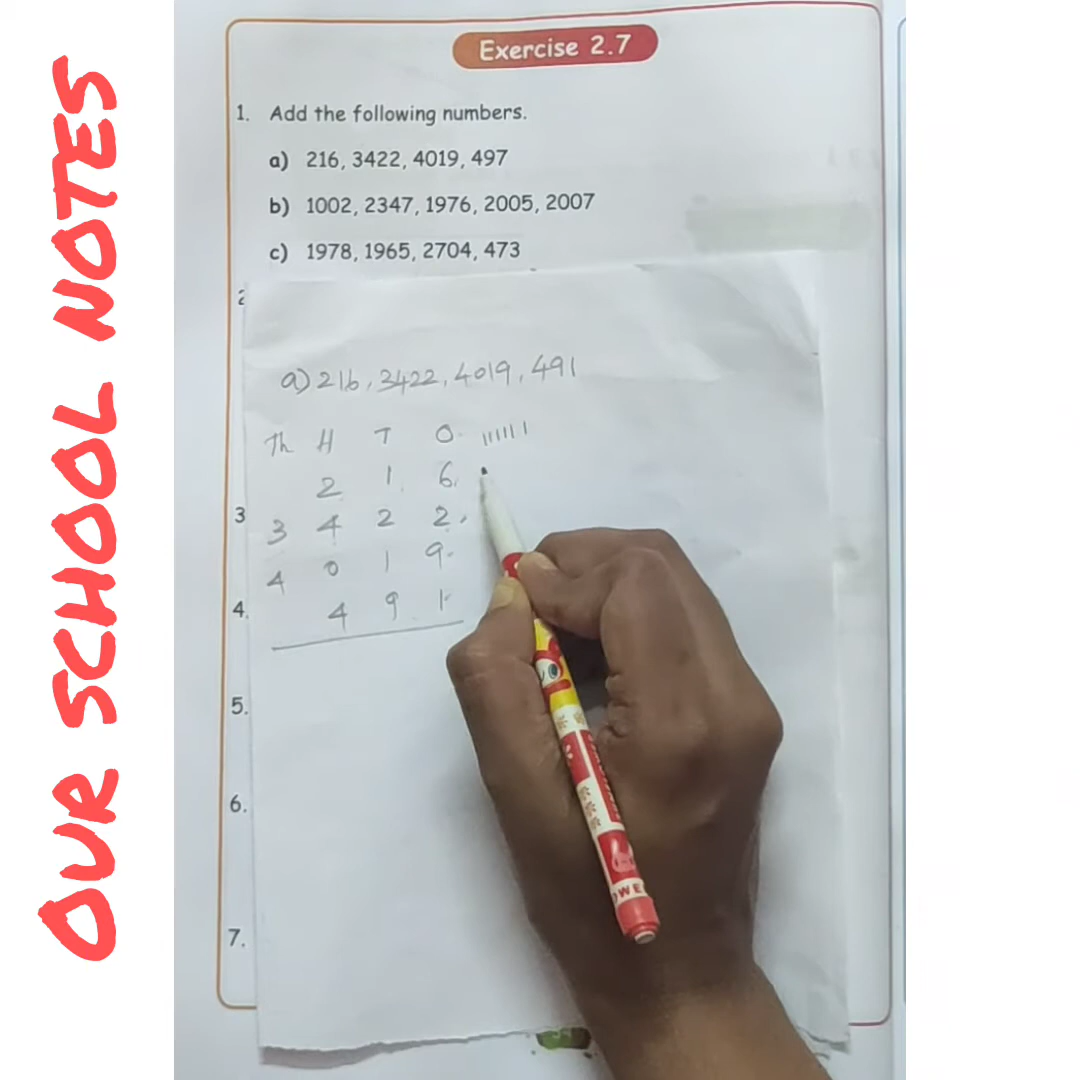 OUR SCHOOL NOTES
Exercise 2.7
1. Add the following numbers.
a) 216, 3422, 4019, 497
b) 1002, 2347, 1976, 2005, 2007
c) 1978, 1965, 2704, 473
a) 216, 3422, 4019, 491
Th H T O
2 1 6
3 4 2 2
3
4 0 1 9
4.
4 9 1
5.
6.
7.